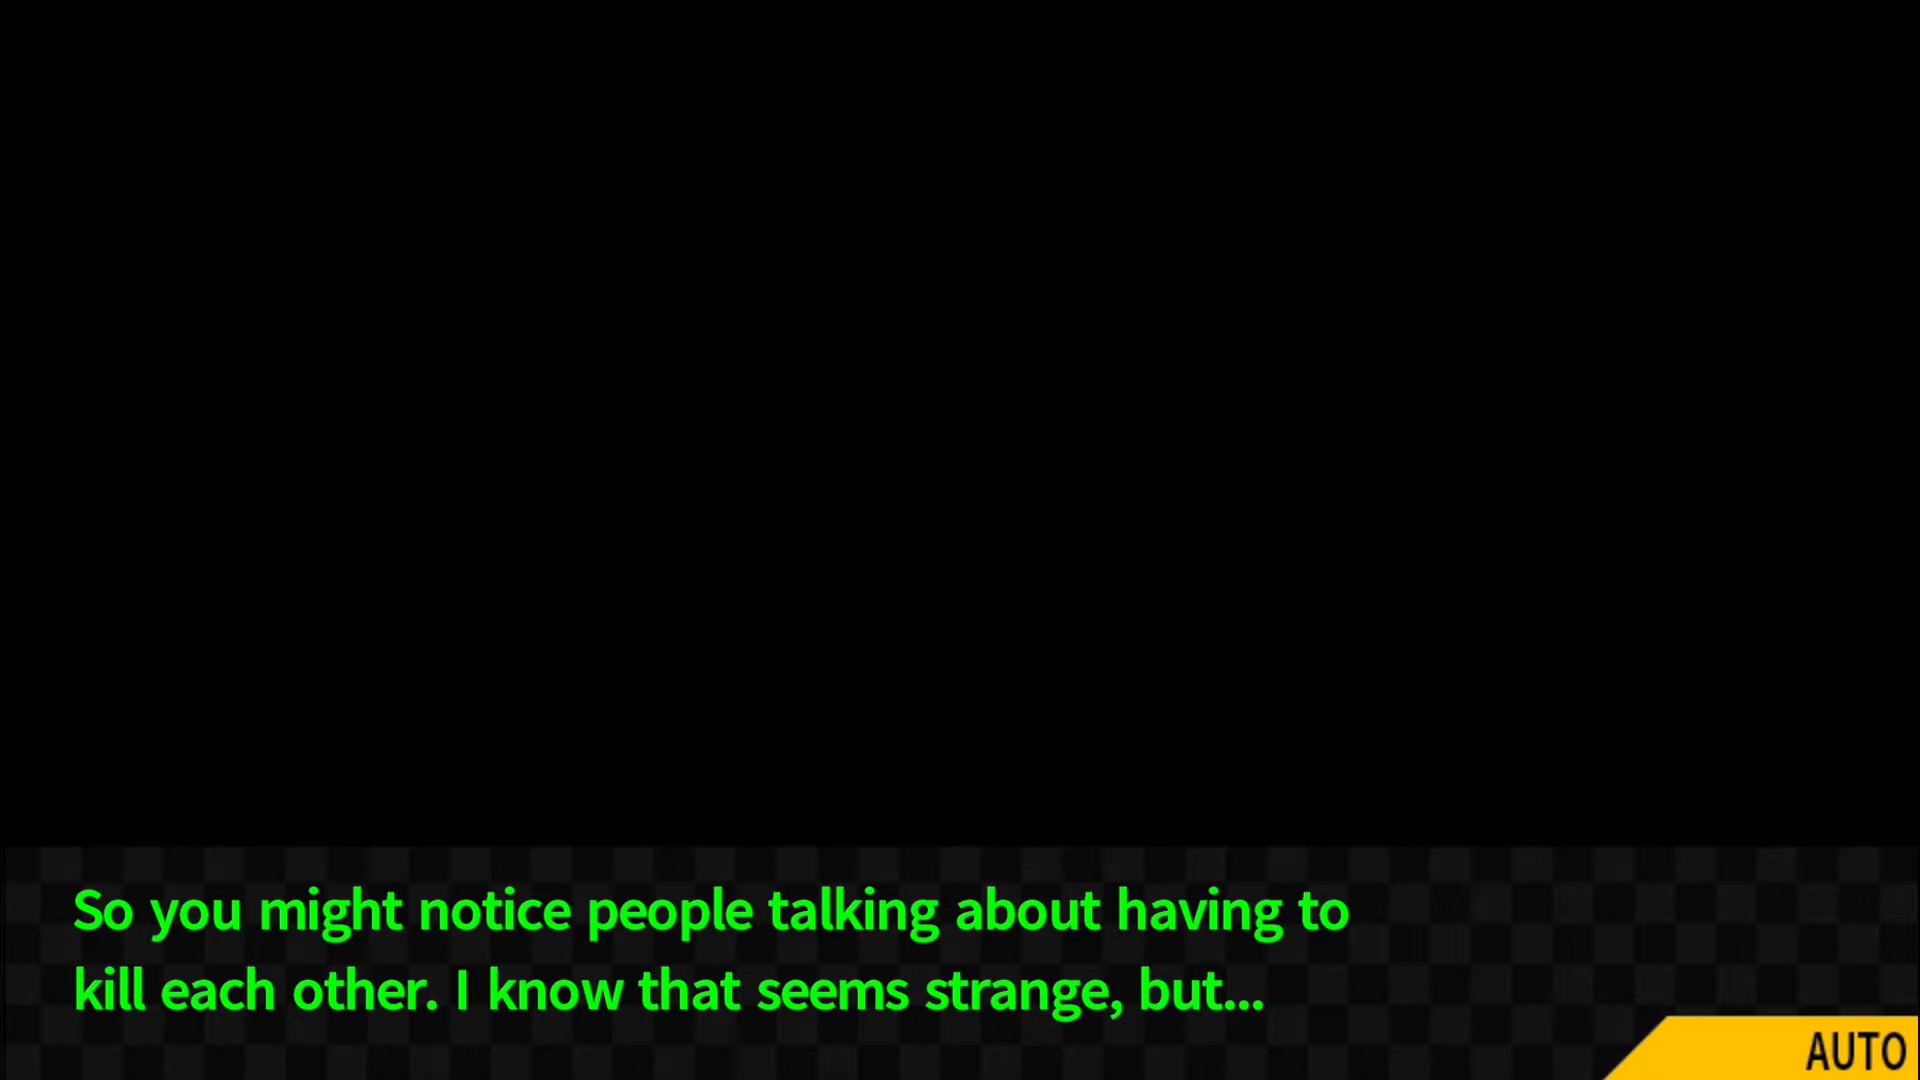 So you might notice people talking about having to
kill each other. I know that seems strange, but...
AUTO